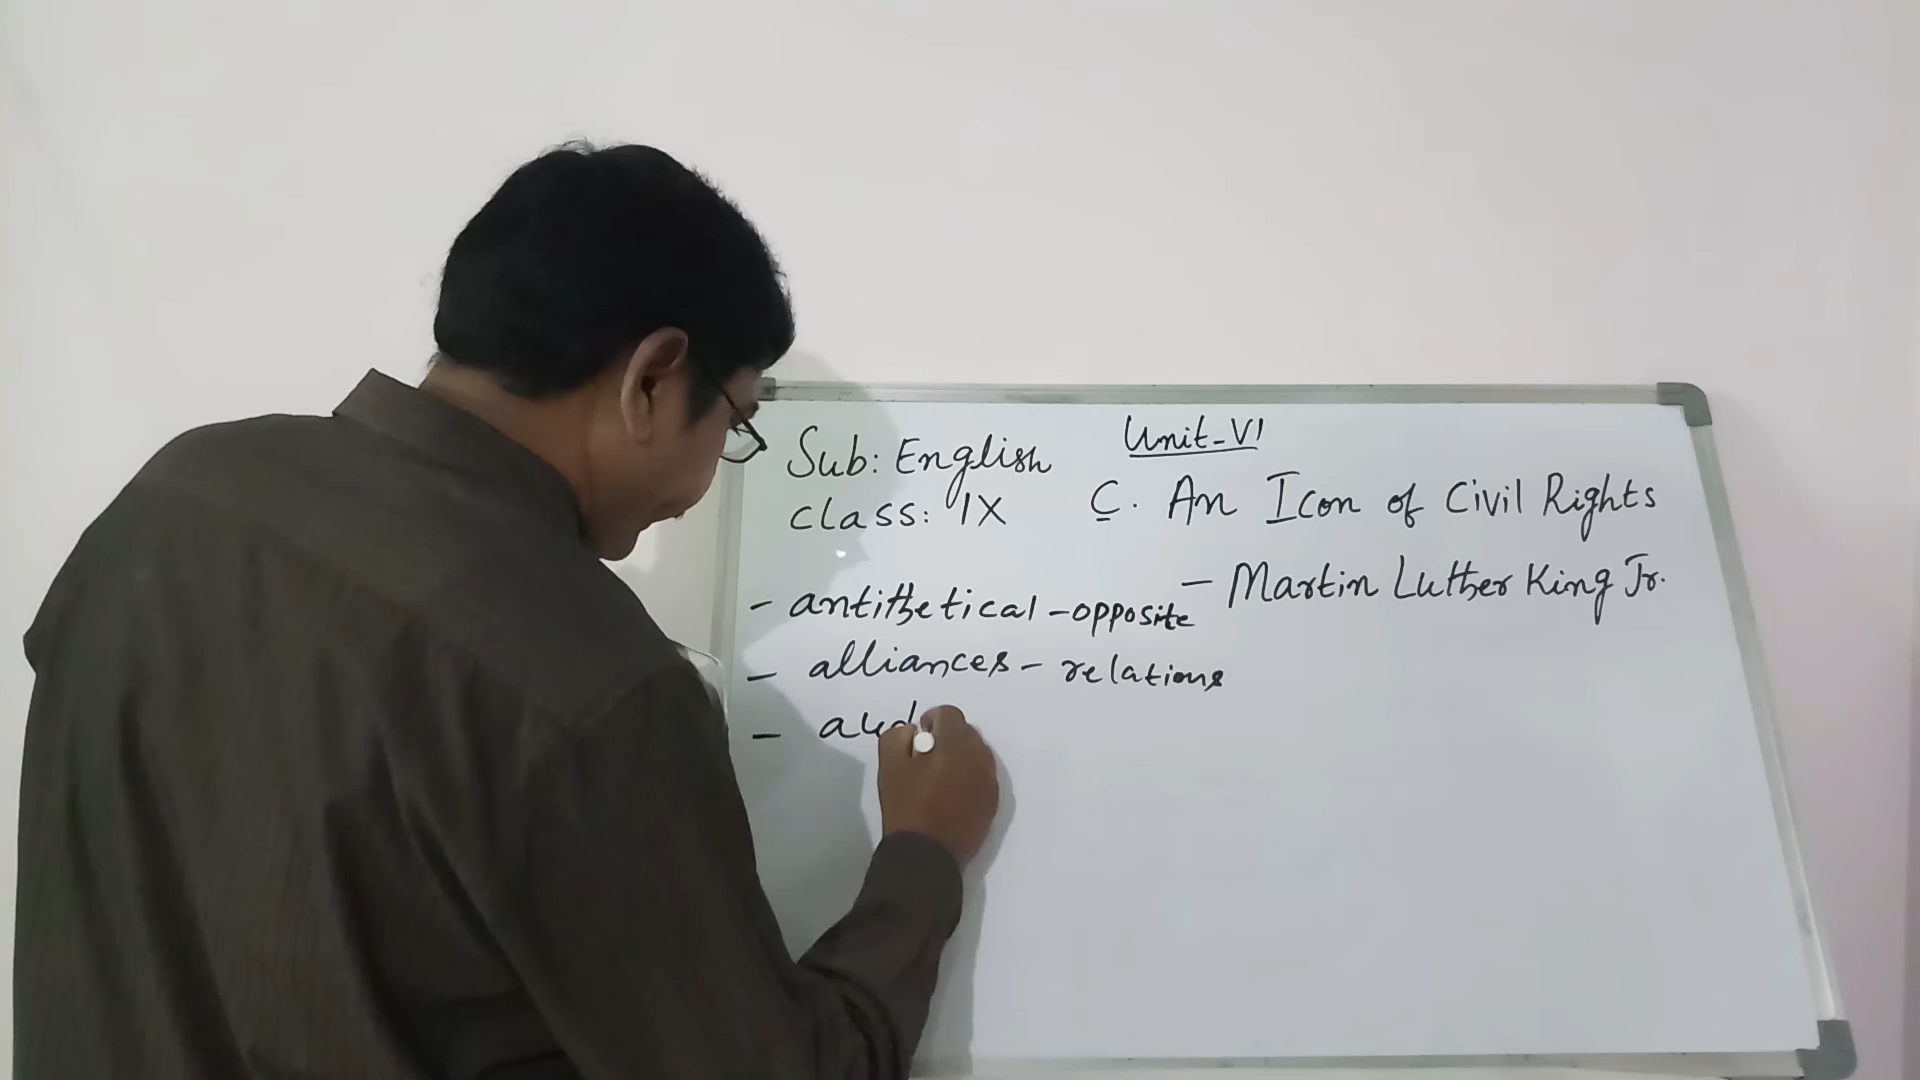 Sub: English
Class: IX
Unit-VI
C. An Icon of Civil Rights
- Martin Luther King Jr.
- antithetical - opposite
- alliances - relations
-